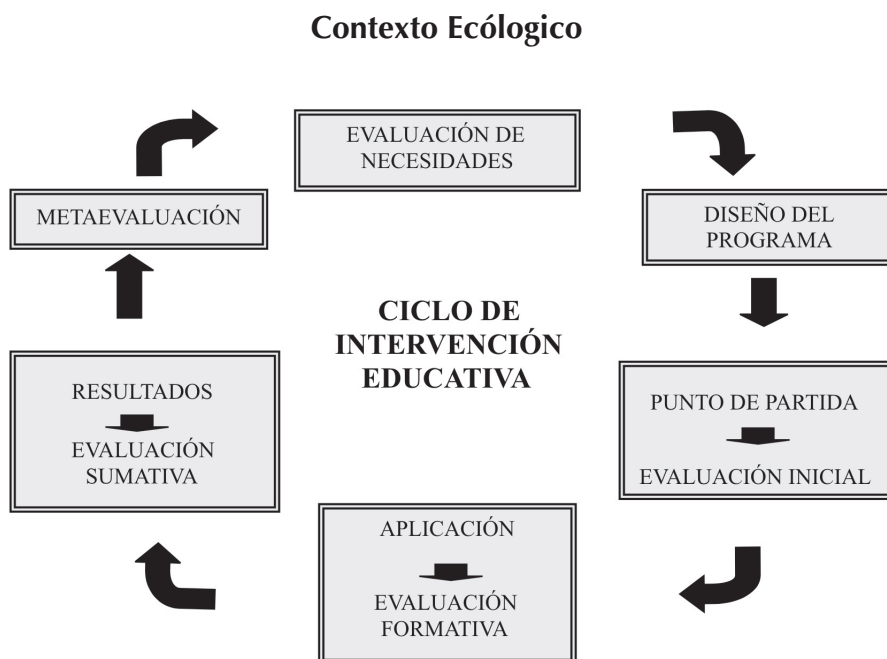 Contexto Ecólogico
EVALUACIÓN DE
NECESIDADES
METAEVALUACIÓN
DISEÑO DEL
PROGRAMA
CICLO DE
INTERVENCIÓN
EDUCATIVA
RESULTADOS
EVALUACIÓN
SUMATIVA
PUNTO DE PARTIDA
EVALUACIÓN INICIAL
APLICACIÓN
EVALUACIÓN
FORMATIVA